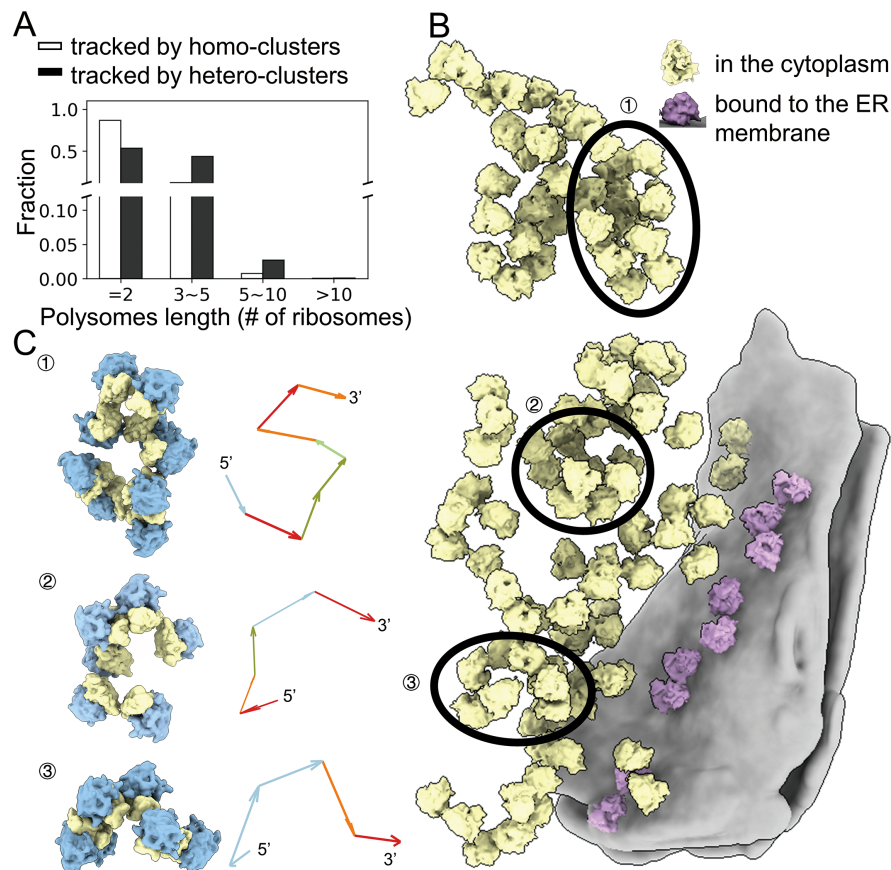 A
tracked by homo-clusters
tracked by hetero-clusters
1.0
0.5
0.10
0.05
0.00
Fraction
=2 3~5 5~10 >10
Polysomes length (# of ribosomes)
B
in the cytoplasm
bound to the ER
membrane
①
②
③
C
①
5’
3’
②
5’
3’
③
5’
3’